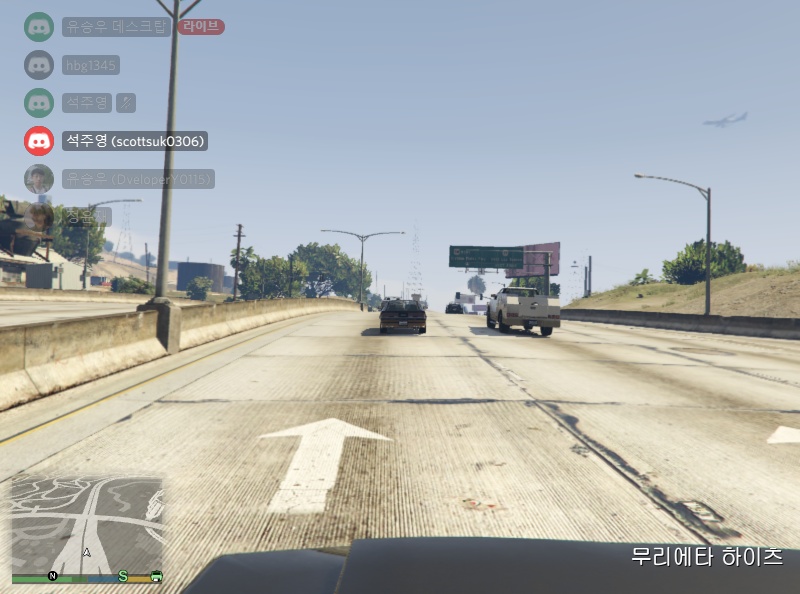 유승우 데스크탑 라이브
hbg1345
석주영
석주영 (scottsuk0306)
유승우 (DveloperY0115)
N
S
무리에타 하이츠